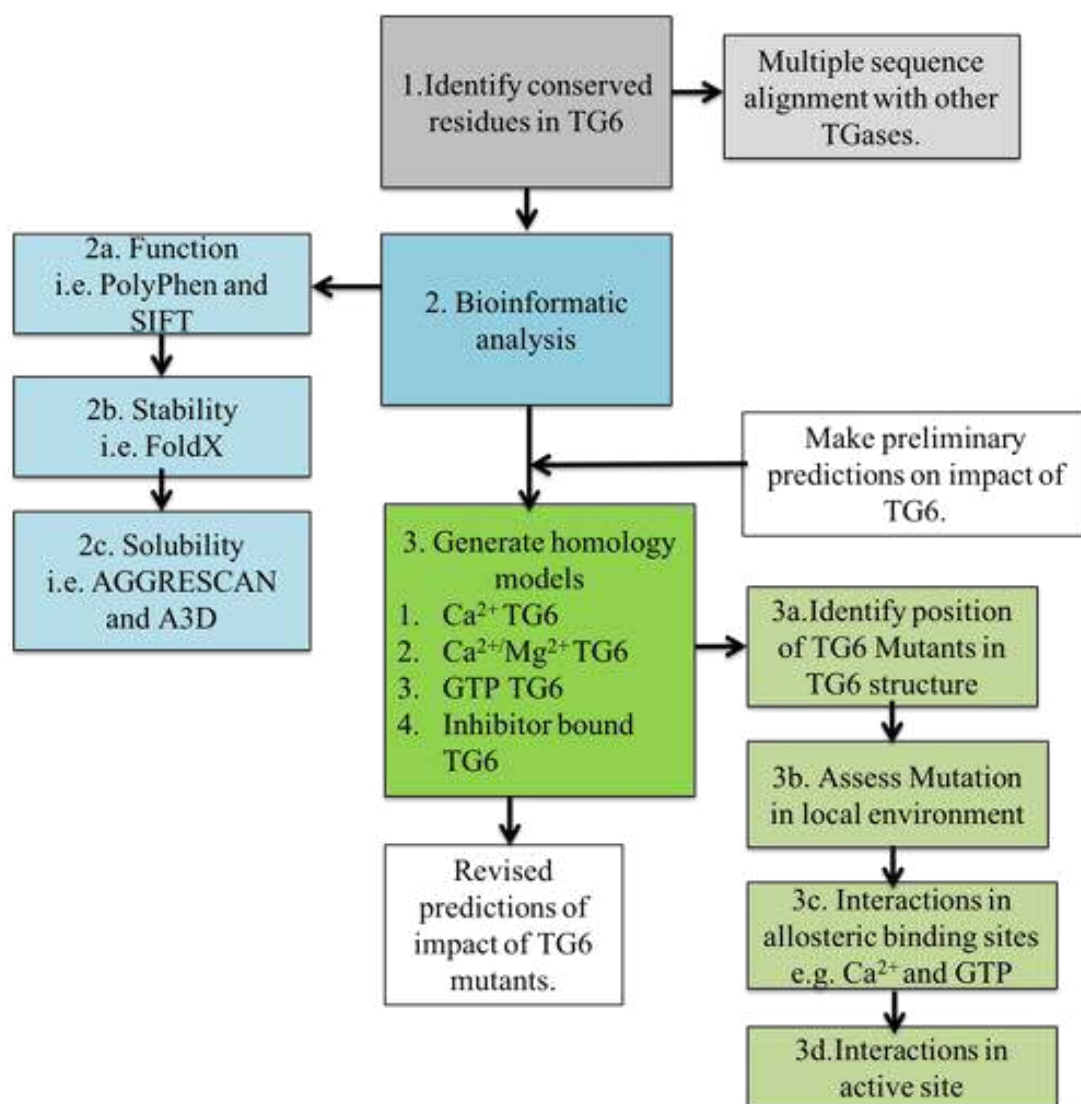 1.Identify conserved
residues in TG6
Multiple sequence
alignment with other
TGases.
2a. Function
i.e. PolyPhen and
SIFT
2. Bioinformatic
analysis
2b. Stability
i.e. FoldX
Make preliminary
predictions on impact of
TG6.
2c. Solubility
i.e. AGGRESCAN
and A3D
3. Generate homology
models
1. Ca²⁺ TG6
2. Ca²⁺/Mg²⁺ TG6
3. GTP TG6
4. Inhibitor bound
TG6
3a.Identify position
of TG6 Mutants in
TG6 structure
3b. Assess Mutation
in local environment
Revised
predictions of
impact of TG6
mutants.
3c. Interactions in
allosteric binding sites
e.g. Ca²⁺ and GTP
3d.Interactions in
active site